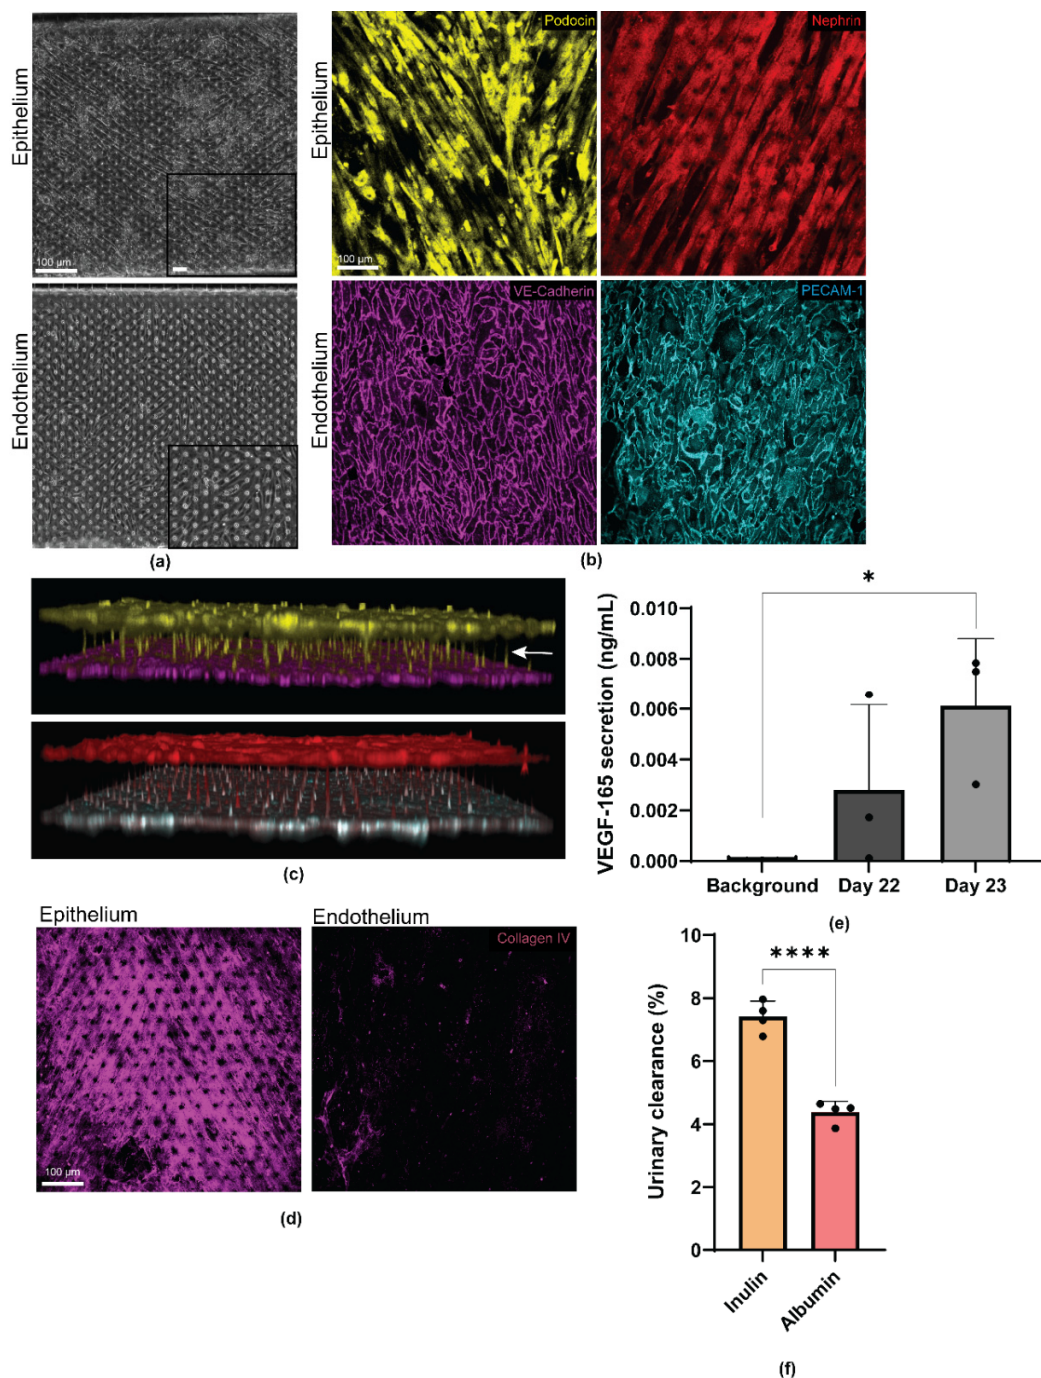 Epithelium
100 µm
Endothelium
(a)
Epithelium
Podocin
100 µm
Nephrin
Endothelium
VE-Cadherin
PECAM-1
(b)
(c)
VEGF-165 secretion (ng/mL)
0.010
0.008
0.006
0.004
0.002
0.000
*
Background
Day 22
Day 23
(e)
Epithelium
100 µm
Endothelium
Collagen IV
(d)
Urinary clearance (%)
10
8
6
4
2
0
****
Inulin
Albumin
(f)